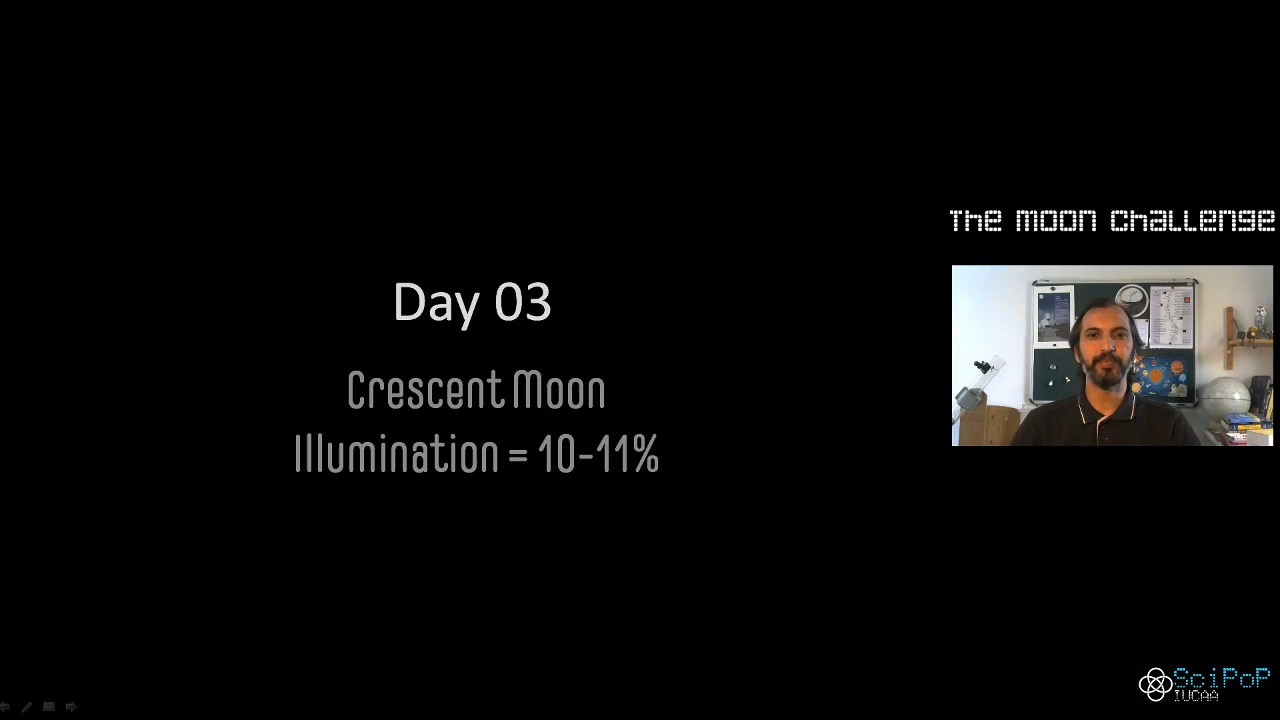 Day 03
Crescent Moon
Illumination = 10-11%
The Moon Challenge
SciPoP
IUCAA